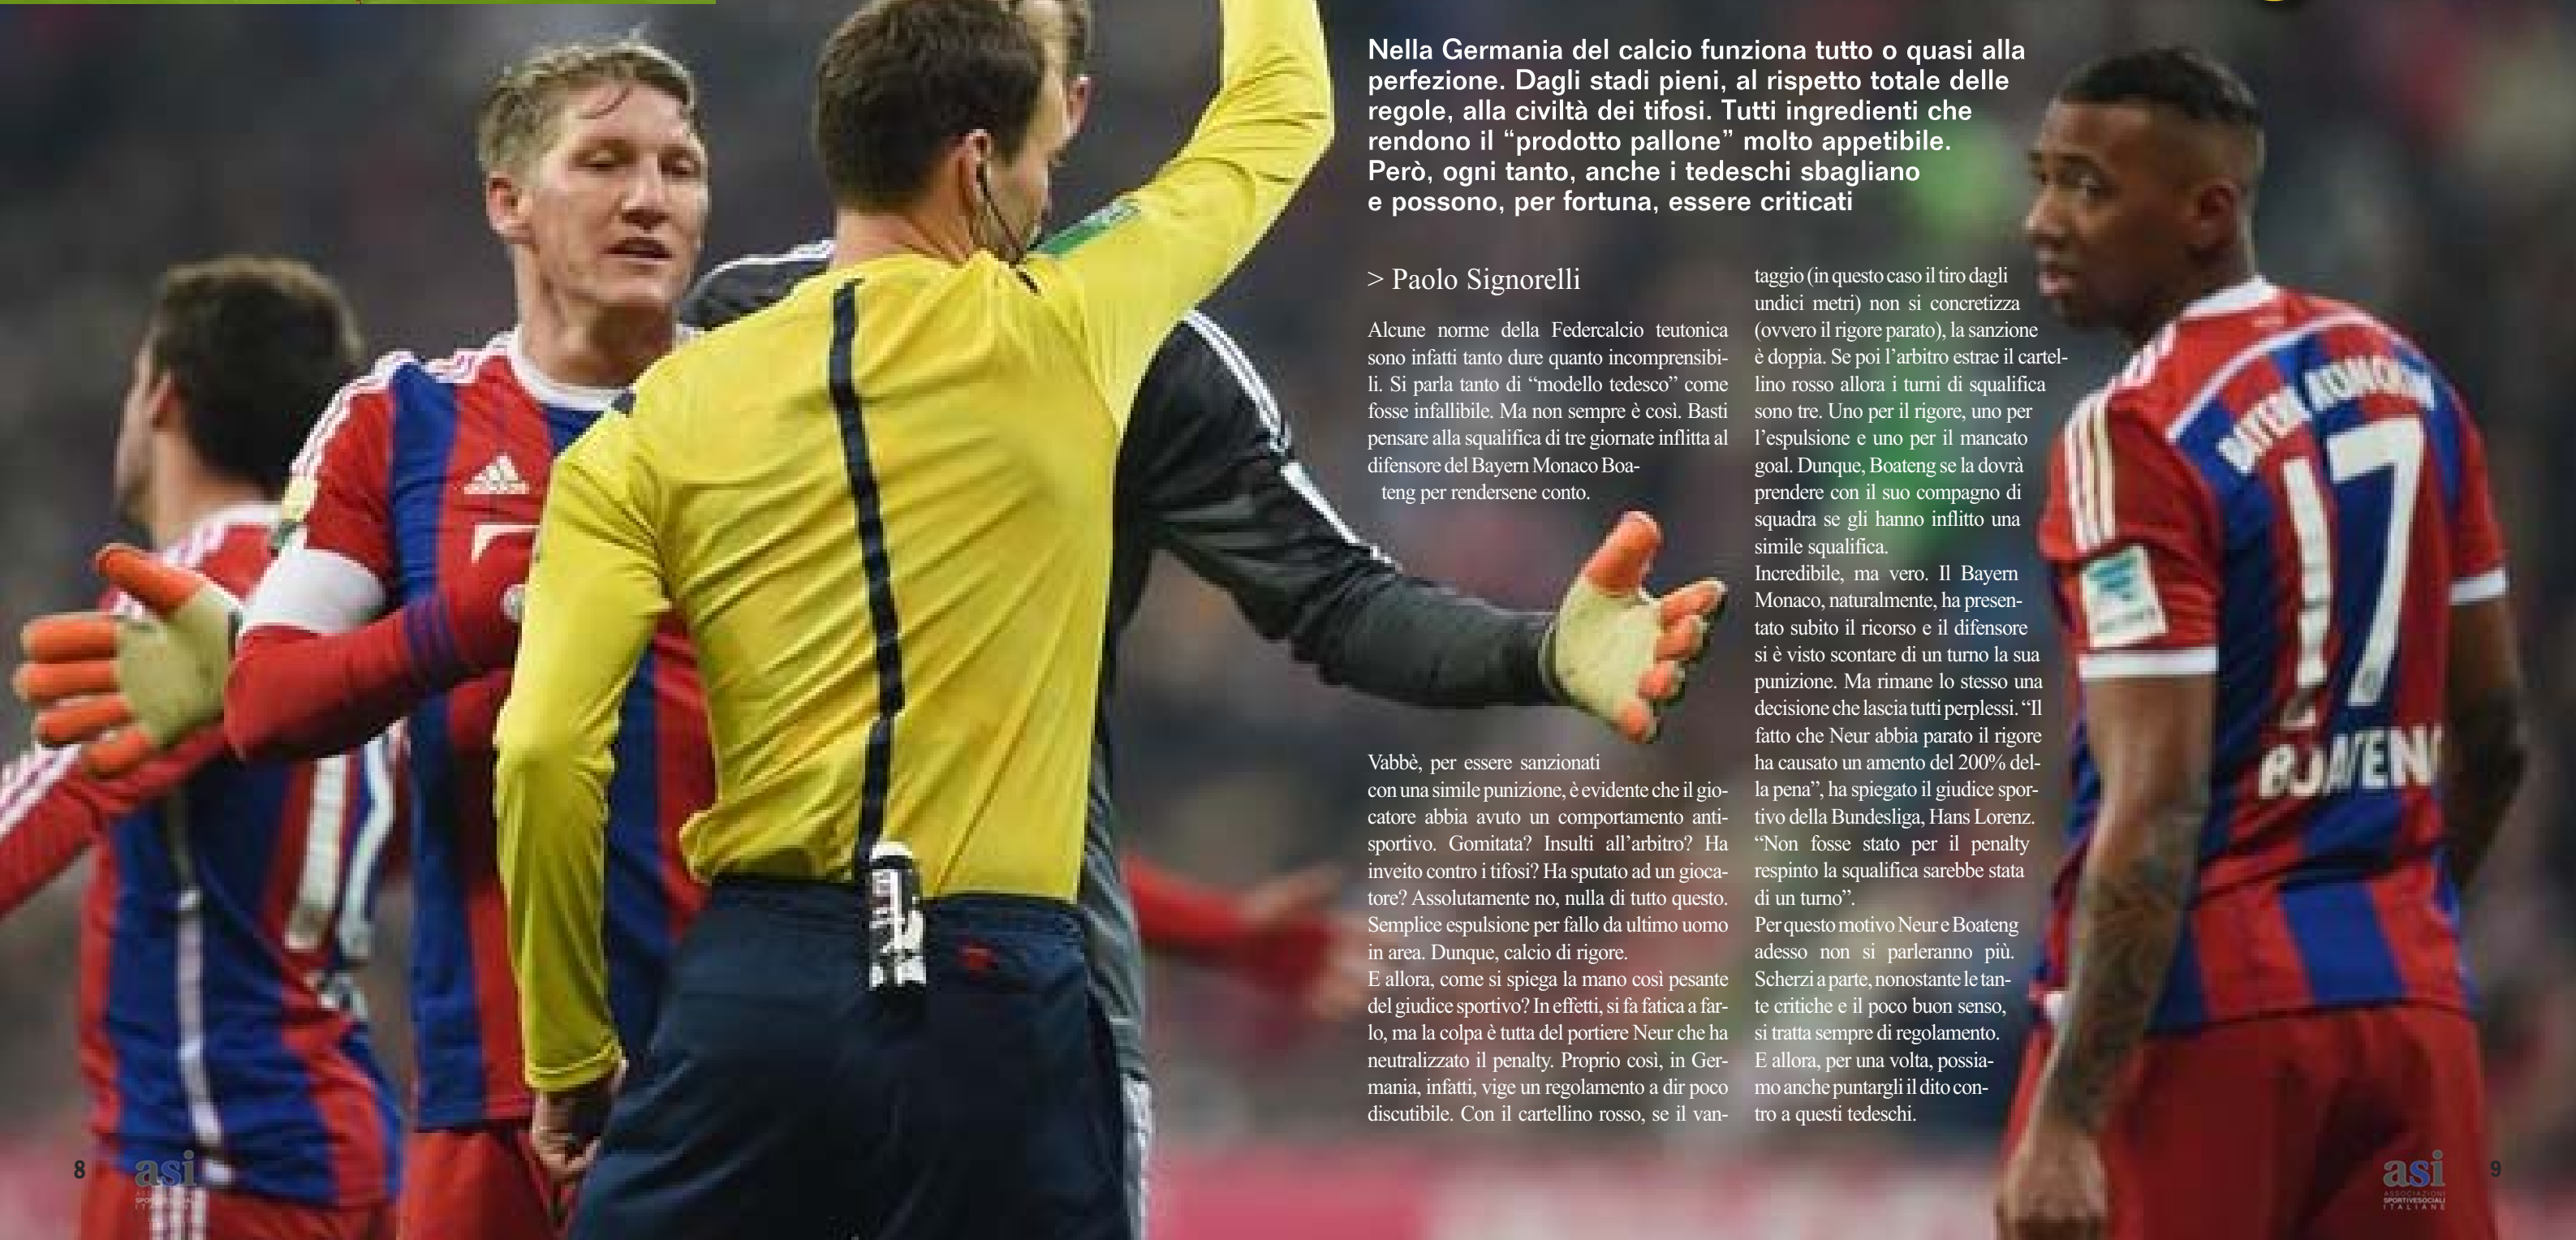 Nella Germania del calcio funziona tutto o quasi alla
perfezione. Dagli stadi pieni, al rispetto totale delle
regole, alla civiltà dei tifosi. Tutti ingredienti che
rendono il “prodotto pallone” molto appetibile.
Però, ogni tanto, anche i tedeschi sbagliano
e possono, per fortuna, essere criticati
> Paolo Signorelli
Alcune norme della Federcalcio teutonica
sono infatti tanto dure quanto incomprensibi-
li. Si parla tanto di “modello tedesco” come
fosse infallibile. Ma non sempre è così. Basti
pensare alla squalifica di tre giornate inflitta al
difensore del Bayern Monaco Boa-
teng per rendersene conto.
Vabbè, per essere sanzionati
con una simile punizione, è evidente che il gio-
catore abbia avuto un comportamento anti-
sportivo. Gomitata? Insulti all’arbitro? Ha
inveito contro i tifosi? Ha sputato ad un gioca-
tore? Assolutamente no, nulla di tutto questo.
Semplice espulsione per fallo da ultimo uomo
in area. Dunque, calcio di rigore.
E allora, come si spiega la mano così pesante
del giudice sportivo? In effetti, si fa fatica a far-
lo, ma la colpa è tutta del portiere Neur che ha
neutralizzato il penalty. Proprio così, in Ger-
mania, infatti, vige un regolamento a dir poco
discutibile. Con il cartellino rosso, se il van-
taggio (in questo caso il tiro dagli
undici metri) non si concretizza
(ovvero il rigore parato), la sanzione
è doppia. Se poi l’arbitro estrae il cartel-
lino rosso allora i turni di squalifica
sono tre. Uno per il rigore, uno per
l’espulsione e uno per il mancato
goal. Dunque, Boateng se la dovrà
prendere con il suo compagno di
squadra se gli hanno inflitto una
simile squalifica.
Incredibile, ma vero. Il Bayern
Monaco, naturalmente, ha presen-
tato subito il ricorso e il difensore
si è visto scontare di un turno la sua
punizione. Ma rimane lo stesso una
decisione che lascia tutti perplessi. “Il
fatto che Neur abbia parato il rigore
ha causato un amento del 200% del-
la pena”, ha spiegato il giudice spor-
tivo della Bundesliga, Hans Lorenz.
“Non fosse stato per il penalty
respinto la squalifica sarebbe stata
di un turno”.
Per questo motivo Neur e Boateng
adesso non si parleranno più.
Scherzi a parte, nonostante le tan-
te critiche e il poco buon senso,
si tratta sempre di regolamento.
E allora, per una volta, possia-
mo anche puntargli il dito con-
tro a questi tedeschi.
17
8
asi
asi
ASSOCIAZIONI
SPORTIVESOCIALI
ITALIANE
9